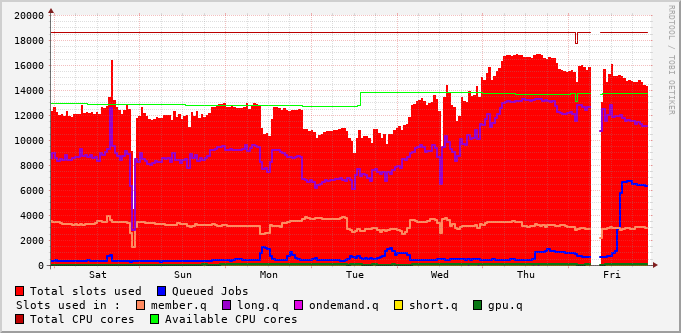 20000
18000
16000
14000
12000
10000
8000
6000
4000
2000
0
Sat Sun Mon Tue Wed Thu Fri
RRDTOOL / TOBI OETIKER
Total slots used Queued Jobs
Slots used in : member.q long.q ondemand.q short.q gpu.q
Total CPU cores Available CPU cores